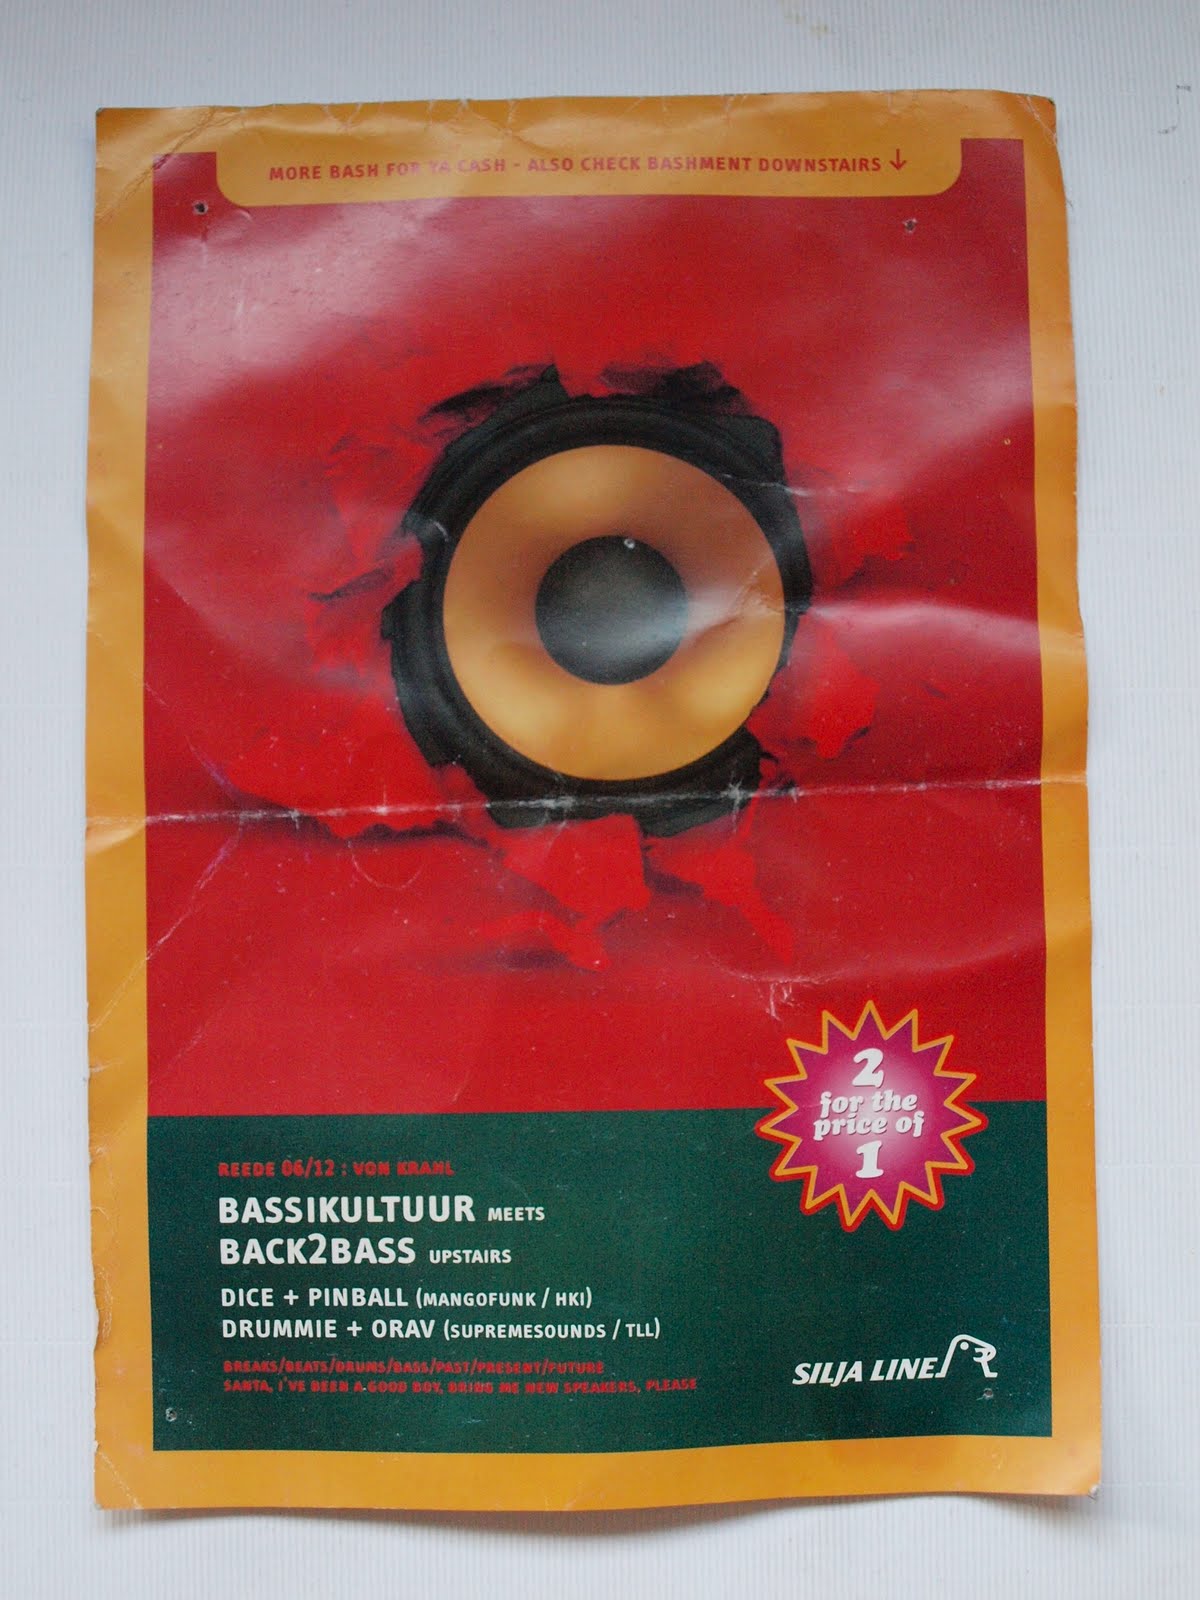 MORE BASH FOR YA CASH - ALSO CHECK BASHMENT DOWNSTAIRS ↓
2
for the
price of
1
REEDE 06/12 : VON KRAHL
BASSIKULTUUR MEETS
BACK2BASS UPSTAIRS
DICE + PINBALL (MANGOFUNK / HKI)
DRUMMIE + ORAV (SUPREMESOUNDS / TLL)
BREAKS/BEATS/DRUMS/BASS/PAST/PRESENT/FUTURE
SANTA, I'VE BEEN A GOOD BOY, BRING ME NEW SPEAKERS, PLEASE
SILJA LINE